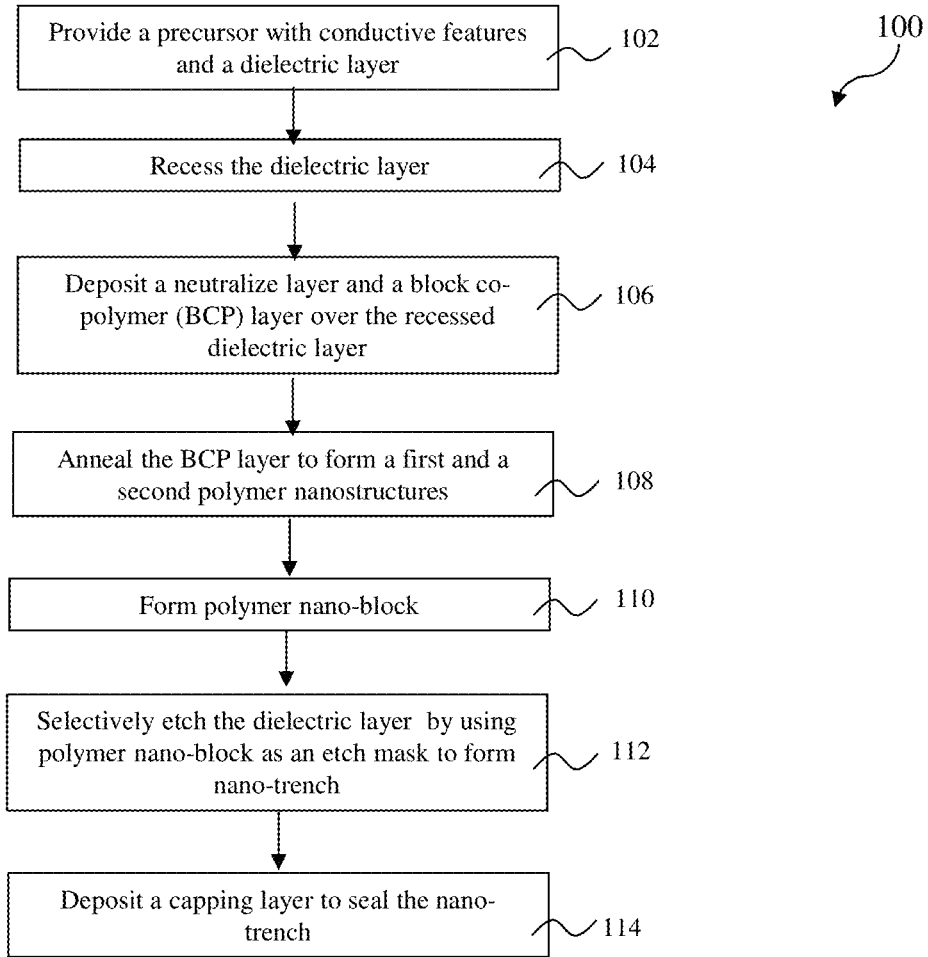 100
Provide a precursor with conductive features
and a dielectric layer
102
Recess the dielectric layer
104
Deposit a neutralize layer and a block co-
polymer (BCP) layer over the recessed
dielectric layer
106
Anneal the BCP layer to form a first and a
second polymer nanostructures
108
Form polymer nano-block
110
Selectively etch the dielectric layer by using
polymer nano-block as an etch mask to form
nano-trench
112
Deposit a capping layer to seal the nano-
trench
114